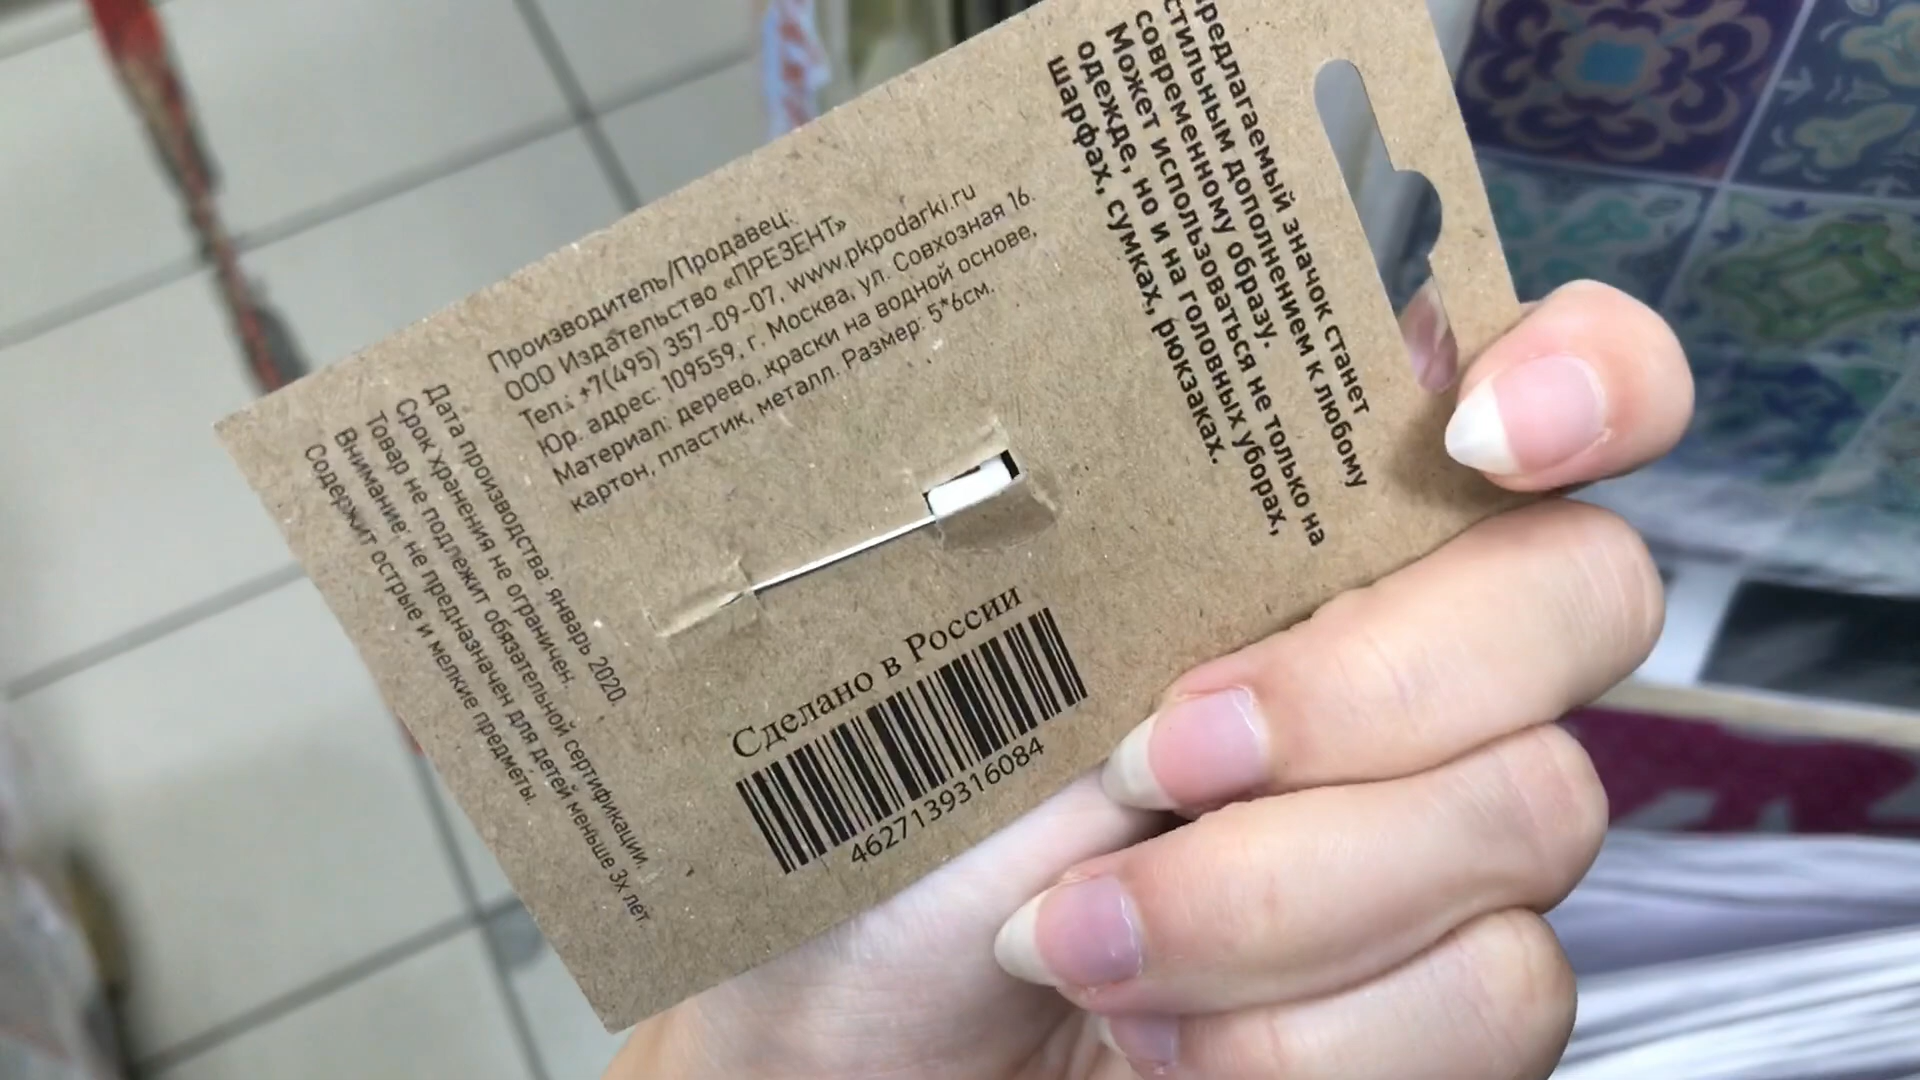 Предлагаемый значок станет
стильным дополнением к любому
современному образу.
Может использоваться не только на
одежде, но и на головных уборах,
шарфах, сумках, рюкзаках.
Производитель/Продавец:
ООО Издательство «ПРЕЗЕНТ»
Тел.: +7(495) 357-09-07, www.pkpodarki.ru
Юр. адрес: 109559, г. Москва, ул. Совхозная 16.
Материал: дерево, краски на водной основе,
картон, пластик, металл. Размер: 5*6см.
Дата производства: январь 2020.
Срок хранения не ограничен.
Товар не подлежит обязательной сертификации.
Внимание: не предназначен для детей меньше 3х лет.
Содержит острые и мелкие предметы.
Сделано в России
4627139316084